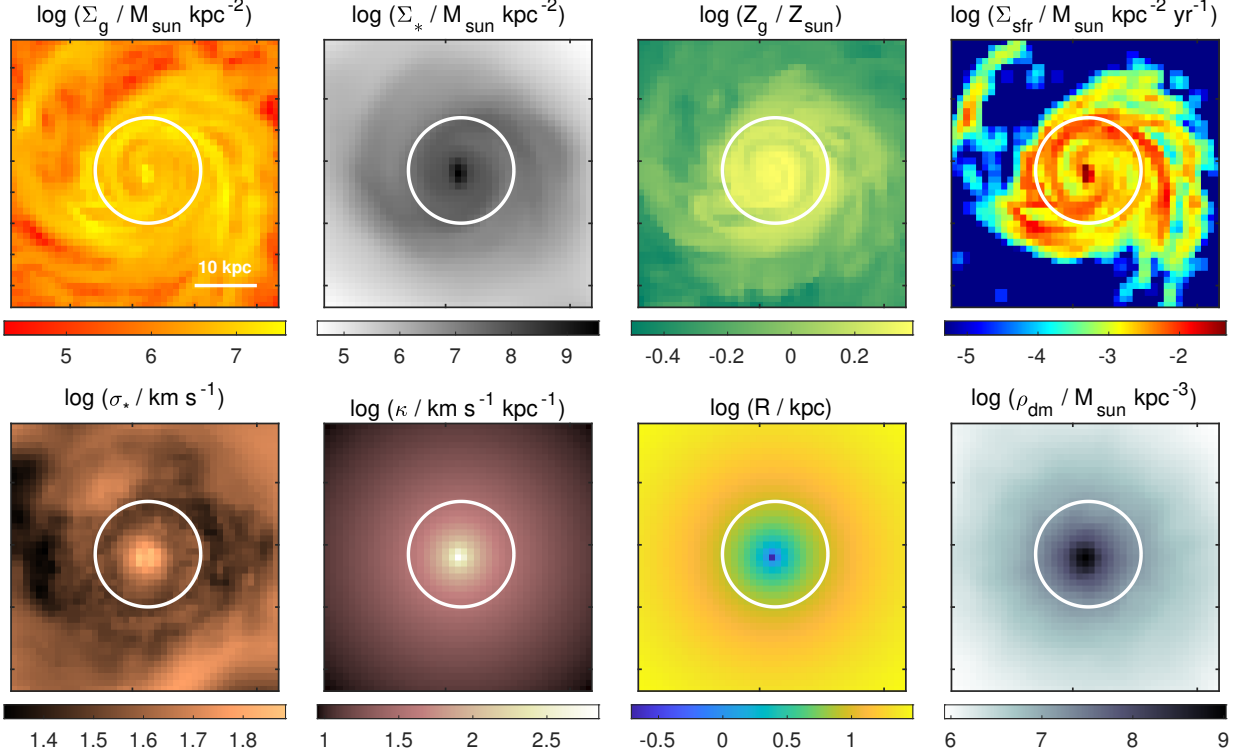 log (Σg / Msun kpc-2) log (Σ* / Msun kpc-2) log (Zg / Zsun) log (Σsfr / Msun kpc-2 yr-1)
10 kpc
5 6 7 5 6 7 8 9 -0.4 -0.2 0 0.2 -5 -4 -3 -2
log (σ* / km s-1) log (κ / km s-1 kpc-1) log (R / kpc) log (ρdm / Msun kpc-3)
1.4 1.5 1.6 1.7 1.8 1 1.5 2 2.5 -0.5 0 0.5 1 6 7 8 9